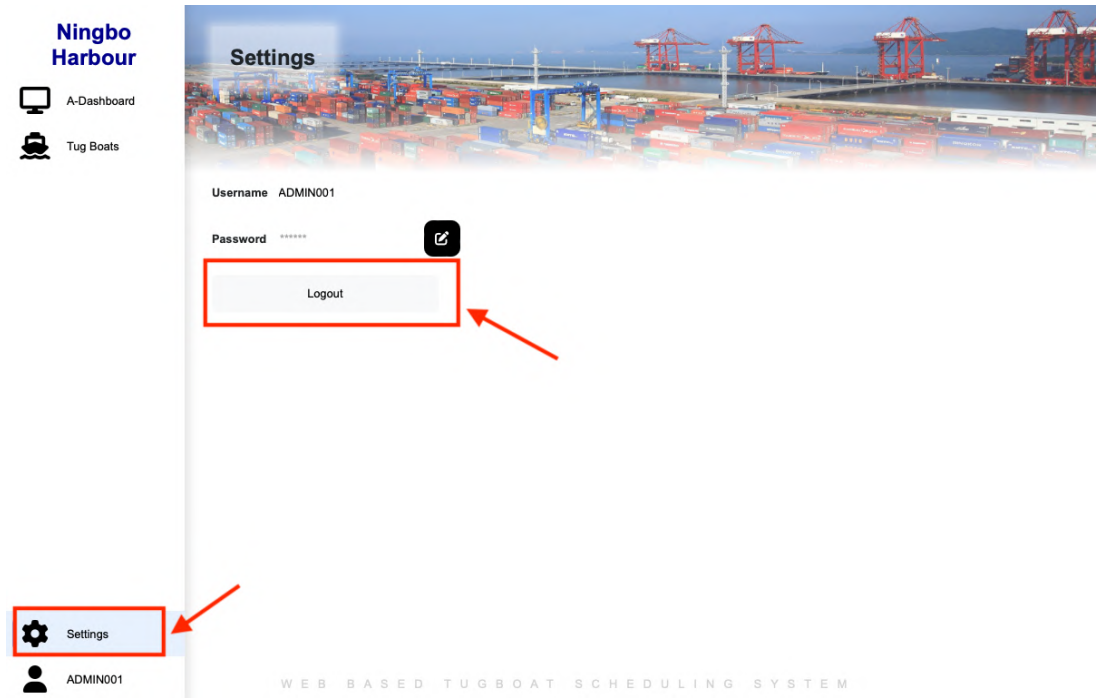 Ningbo
Harbour
A-Dashboard
Tug Boats
Settings
ADMIN001
Settings
Username ADMIN001
Password ******
Logout
WEB BASED TUGBOAT SCHEDULING SYSTEM